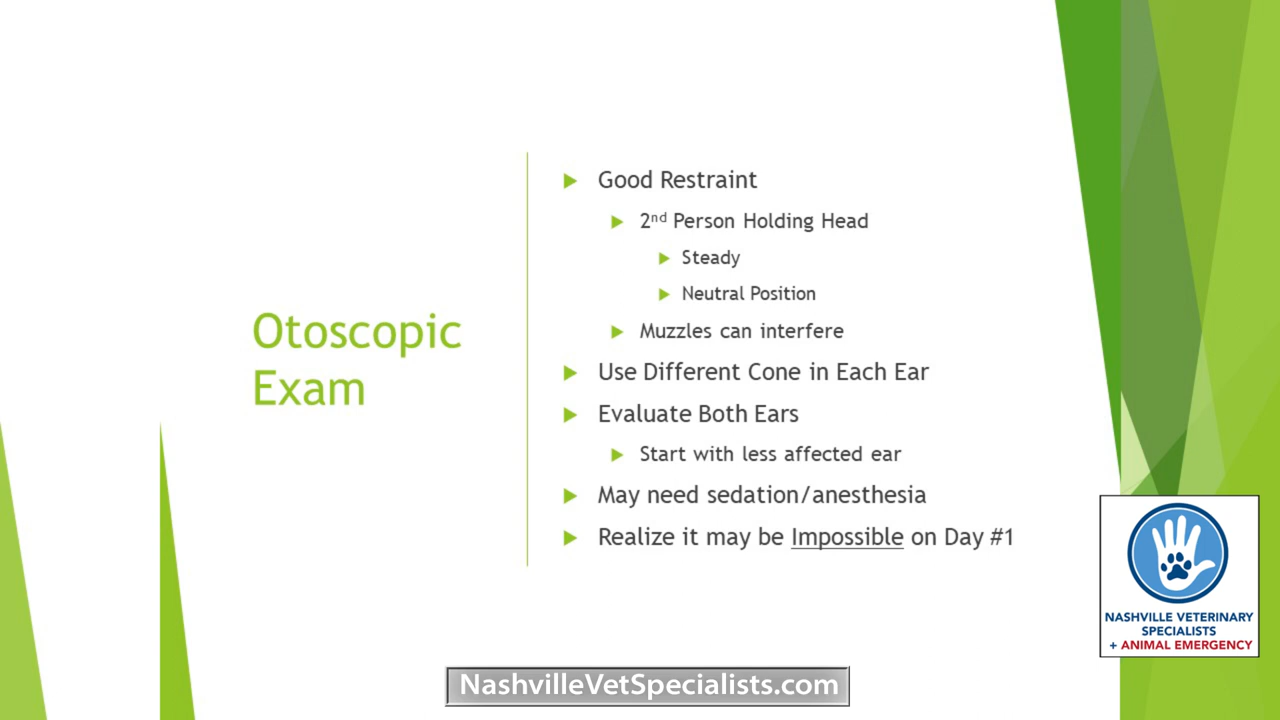 Otoscopic
Exam
Good Restraint
2nd Person Holding Head
Steady
Neutral Position
Muzzles can interfere
Use Different Cone in Each Ear
Evaluate Both Ears
Start with less affected ear
May need sedation/anesthesia
Realize it may be Impossible on Day #1
NASHVILLE VETERINARY
SPECIALISTS
+ ANIMAL EMERGENCY
NashvilleVetSpecialists.com